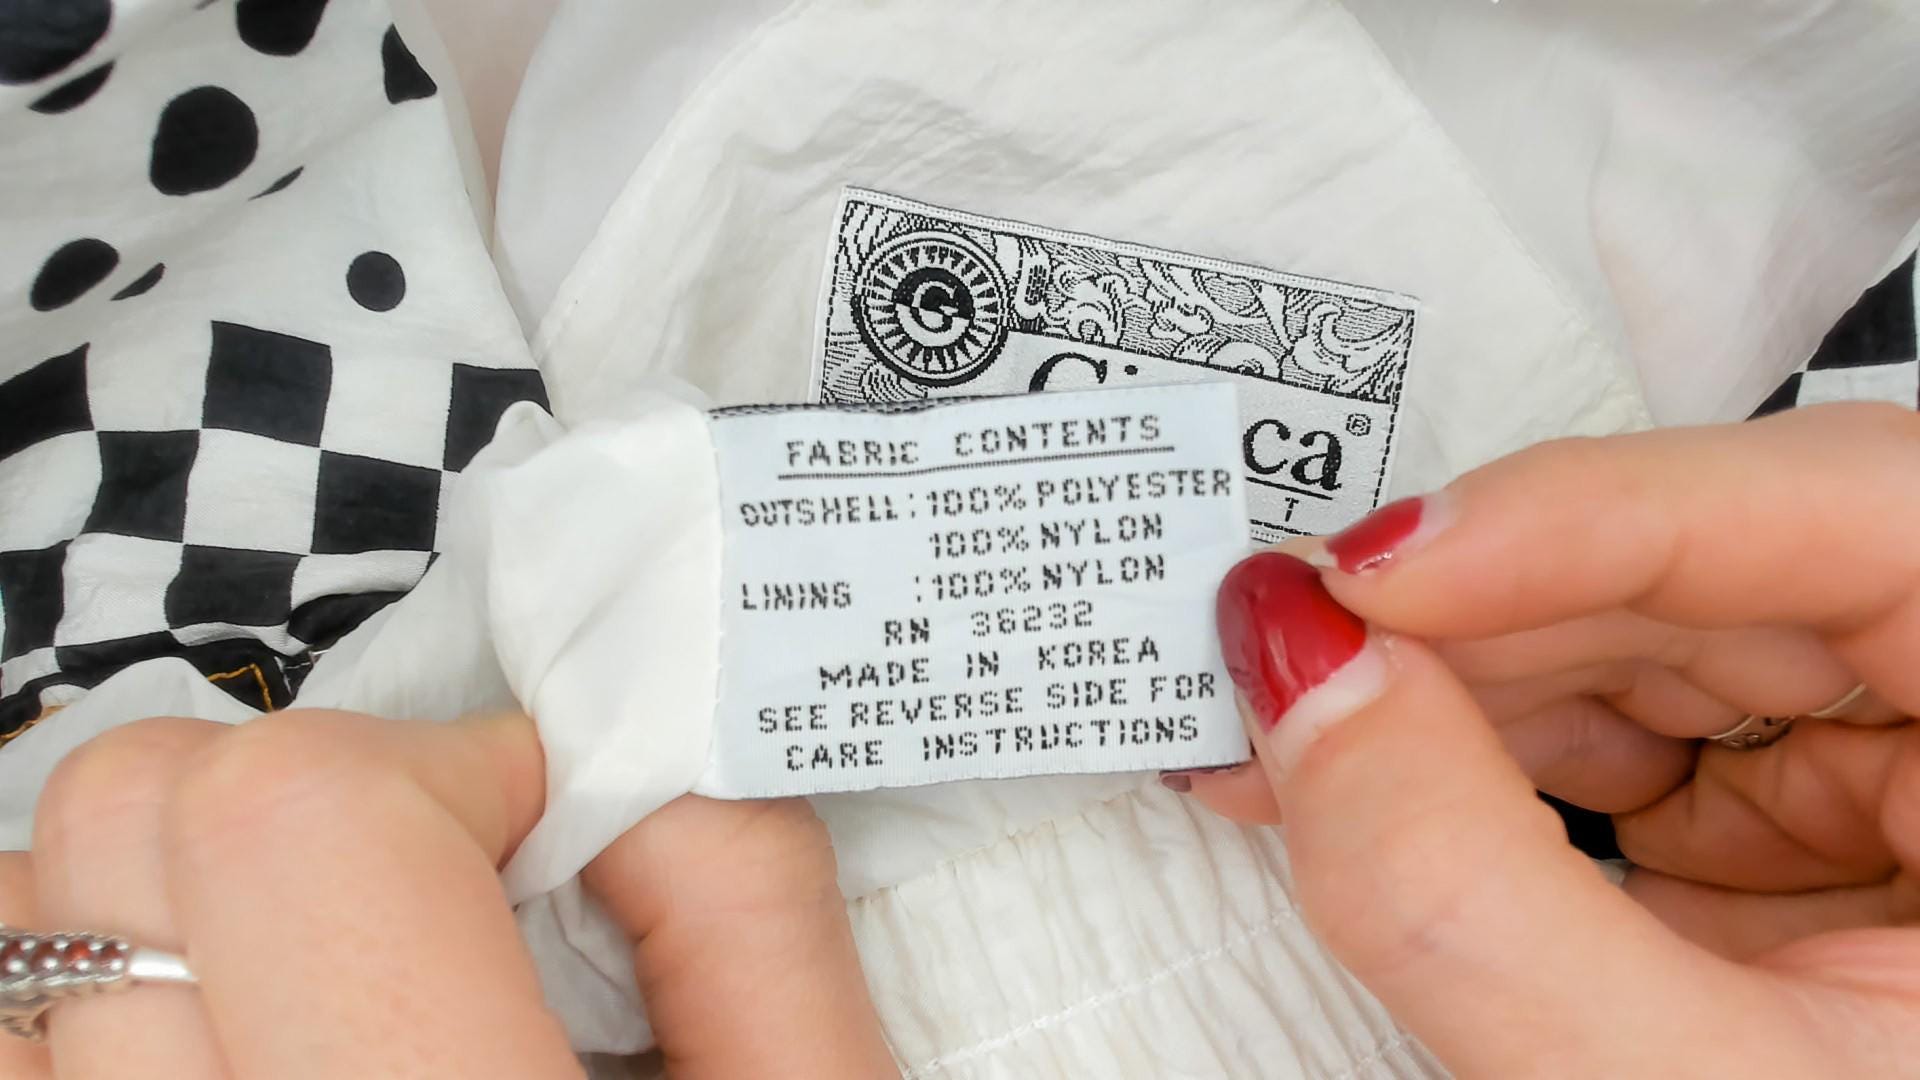 G
ca®
T
FABRIC CONTENTS
OUTSHELL:100% POLYESTER
100% NYLON
LINING :100% NYLON
RN 36232
MADE IN KOREA
SEE REVERSE SIDE FOR
CARE INSTRUCTIONS